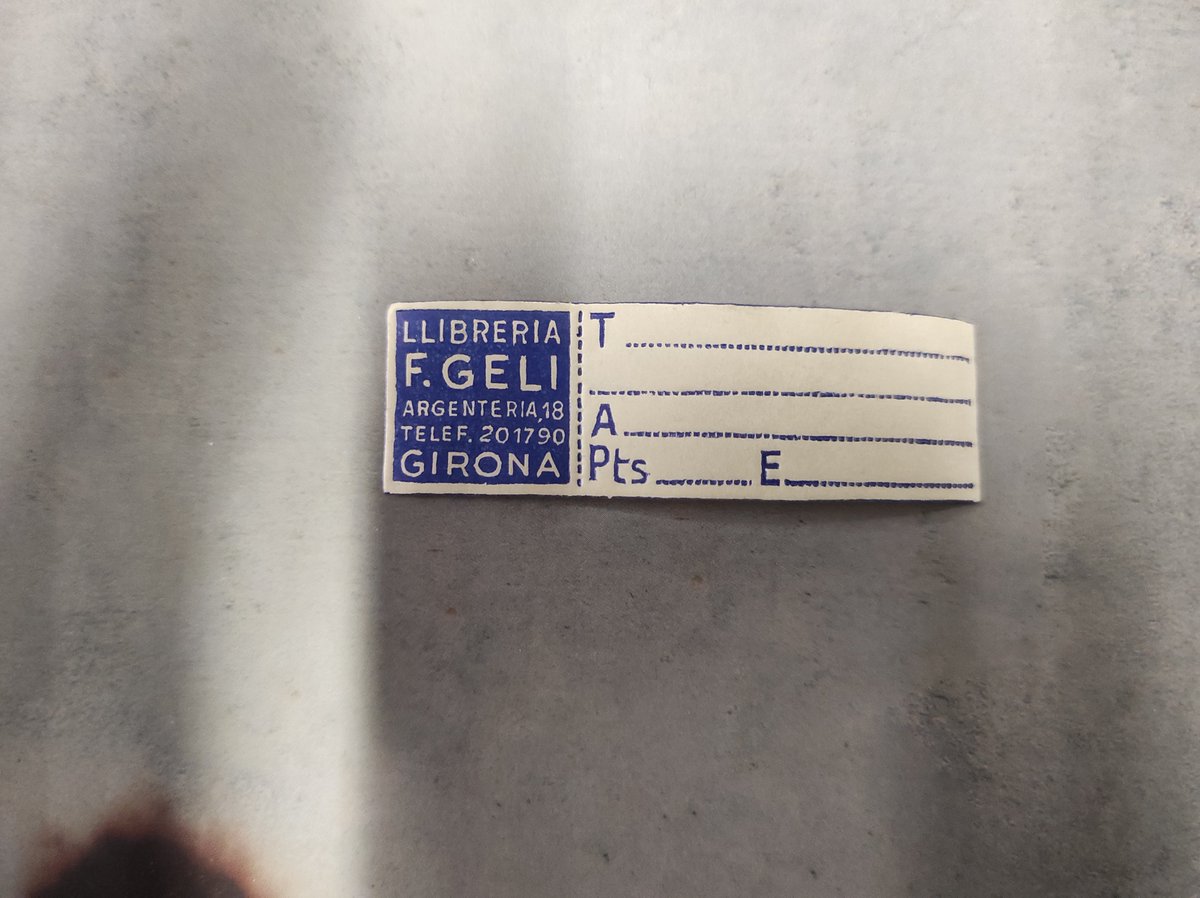 LLIBRERIA
F. GELI
ARGENTERIA, 18
TELEF. 201790
GIRONA
T
A
Pts E